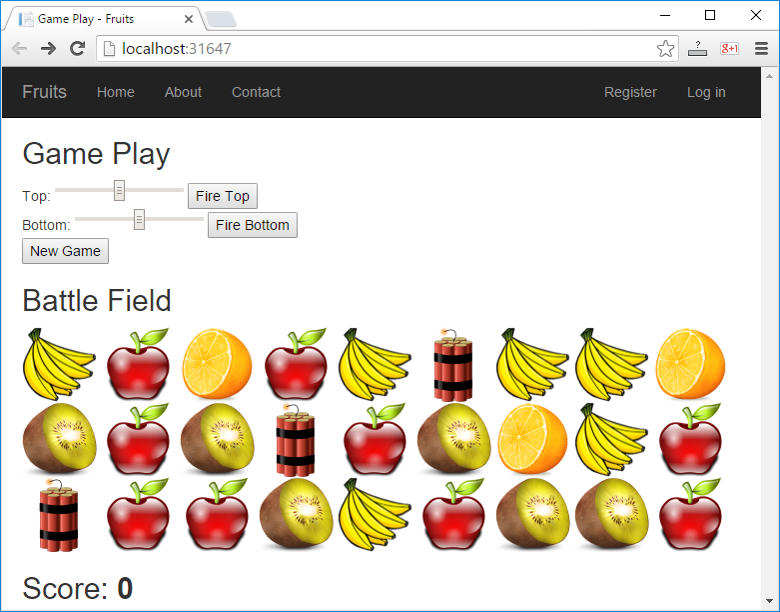 Game Play - Fruits
localhost:31647
?
g+1
Fruits Home About Contact Register Log in
Game Play
Top: Fire Top
Bottom: Fire Bottom
New Game
Battle Field
Score: 0